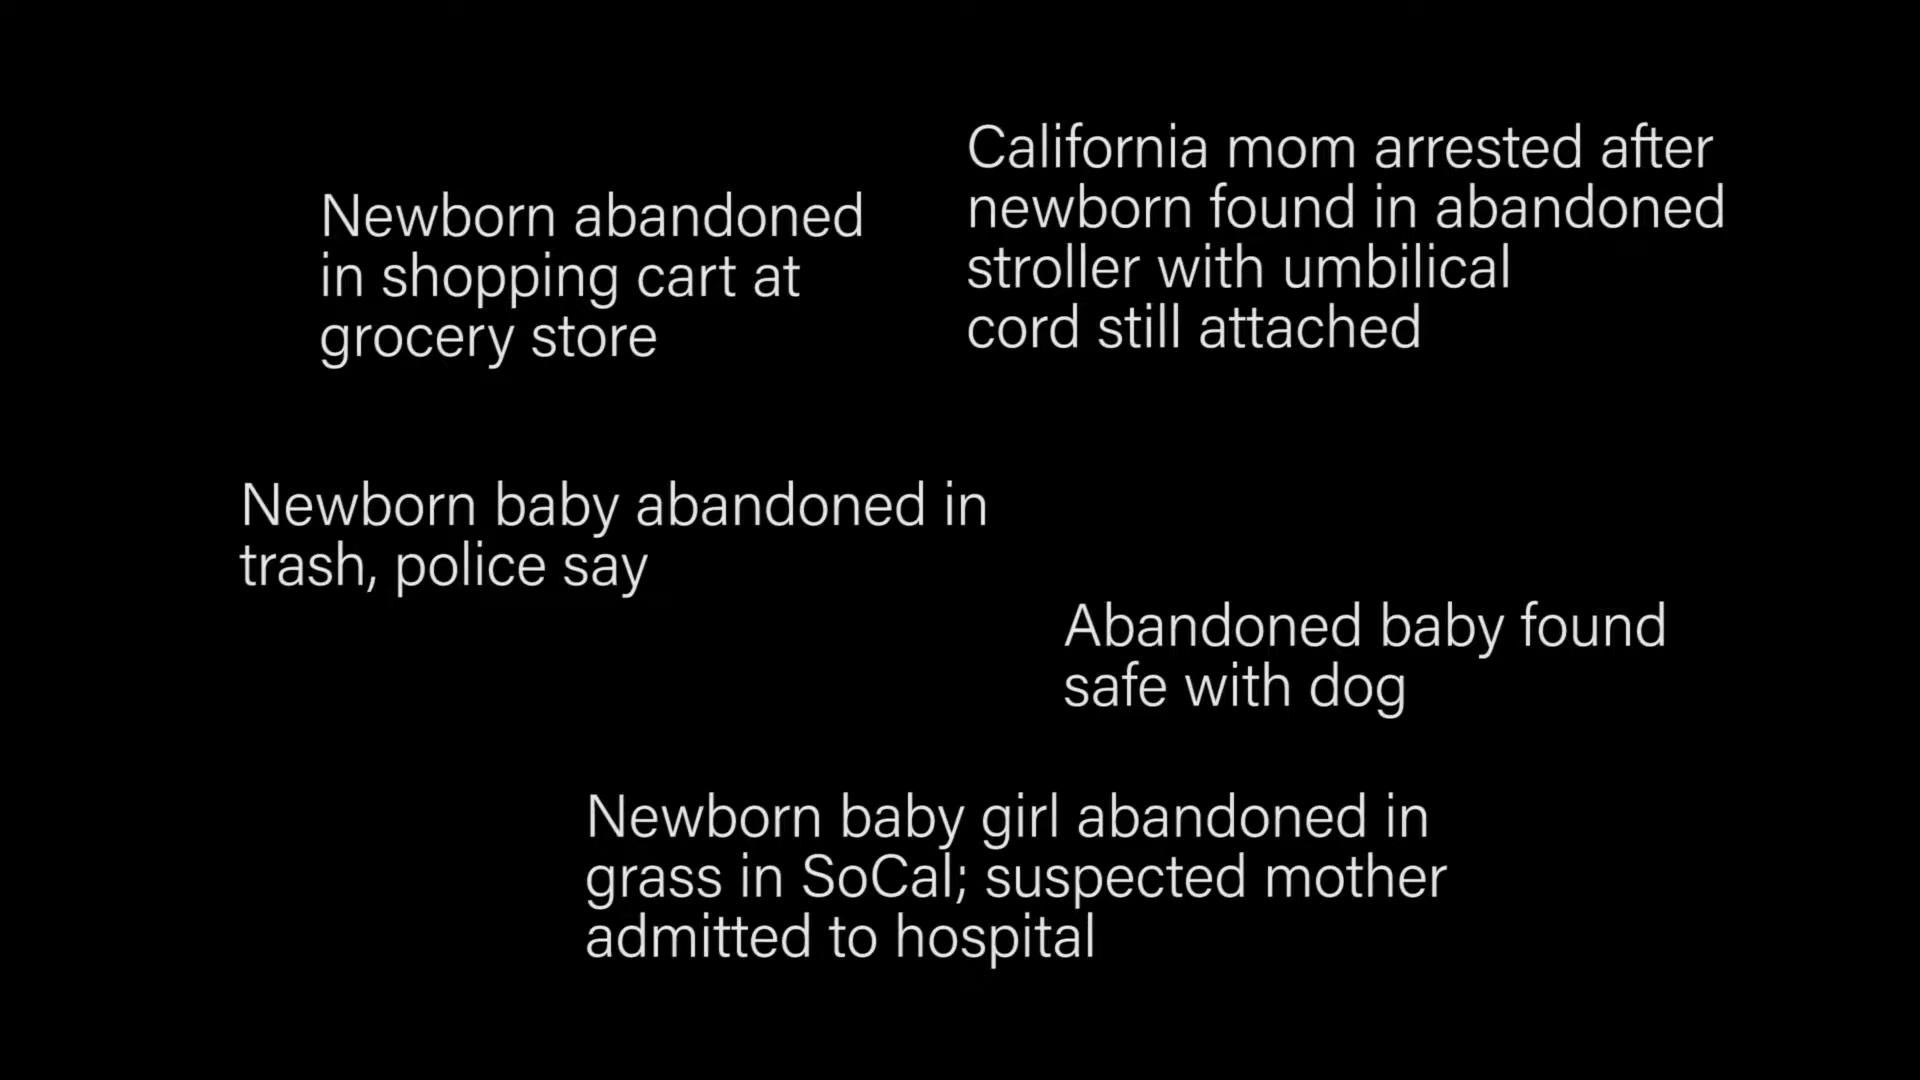 Newborn abandoned
in shopping cart at
grocery store
California mom arrested after
newborn found in abandoned
stroller with umbilical
cord still attached
Newborn baby abandoned in
trash, police say
Abandoned baby found
safe with dog
Newborn baby girl abandoned in
grass in SoCal; suspected mother
admitted to hospital